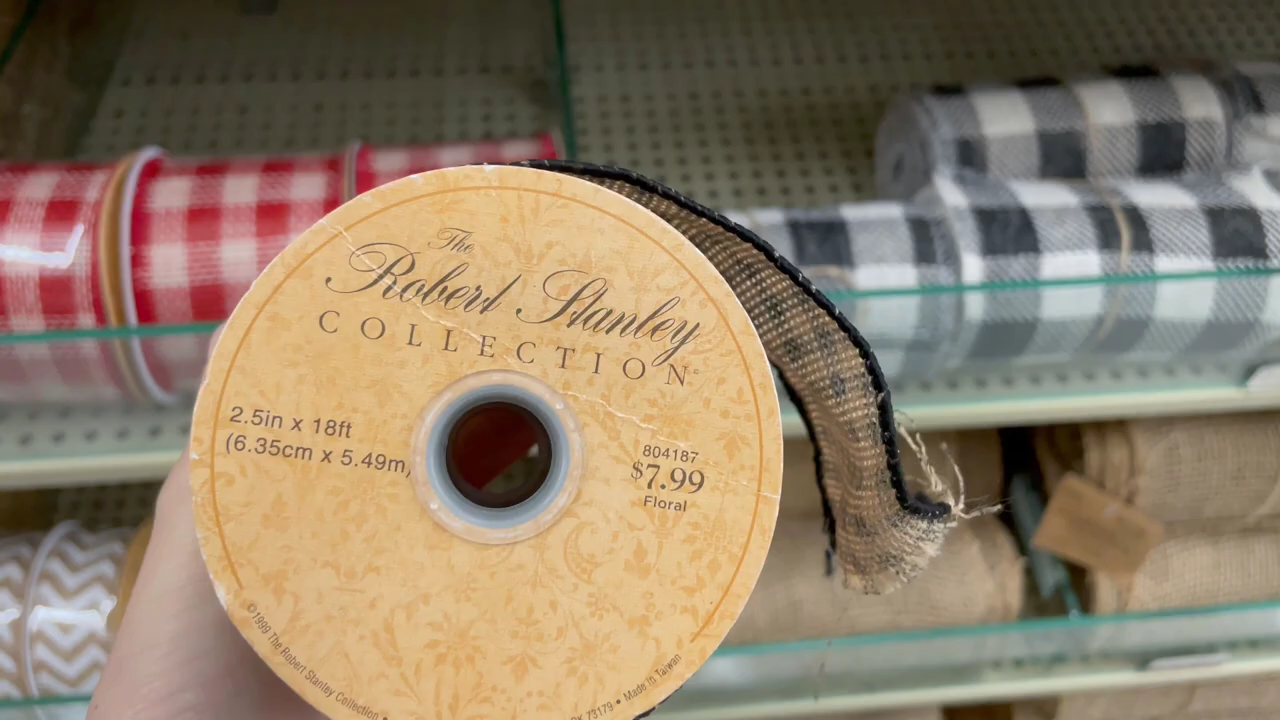 The
Robert Stanley
COLLECTION
2.5in x 18ft
(6.35cm x 5.49m)
804187
$7.99
Floral
©1999 The Robert Stanley Collection •
73179 • Made in Taiwan